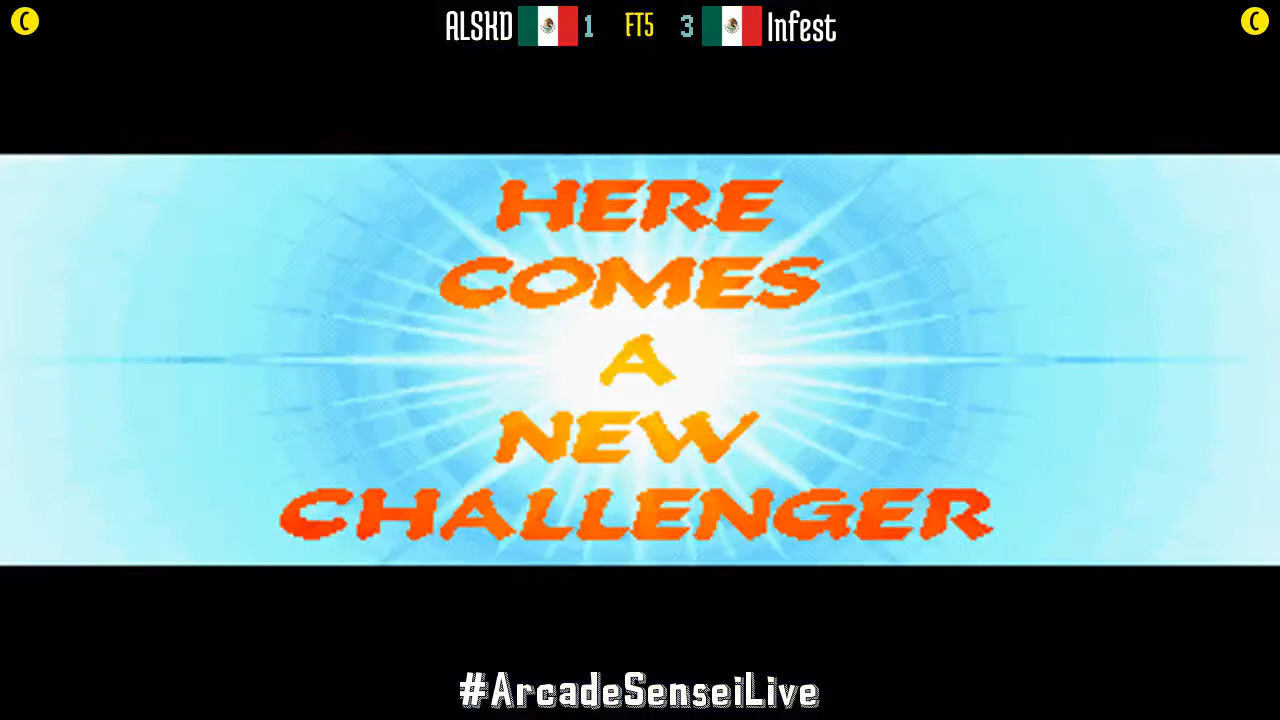 C ALSKD 1 FT5 3 Infest C
HERE
COMES
A
NEW
CHALLENGER
#ArcadeSenseiLive